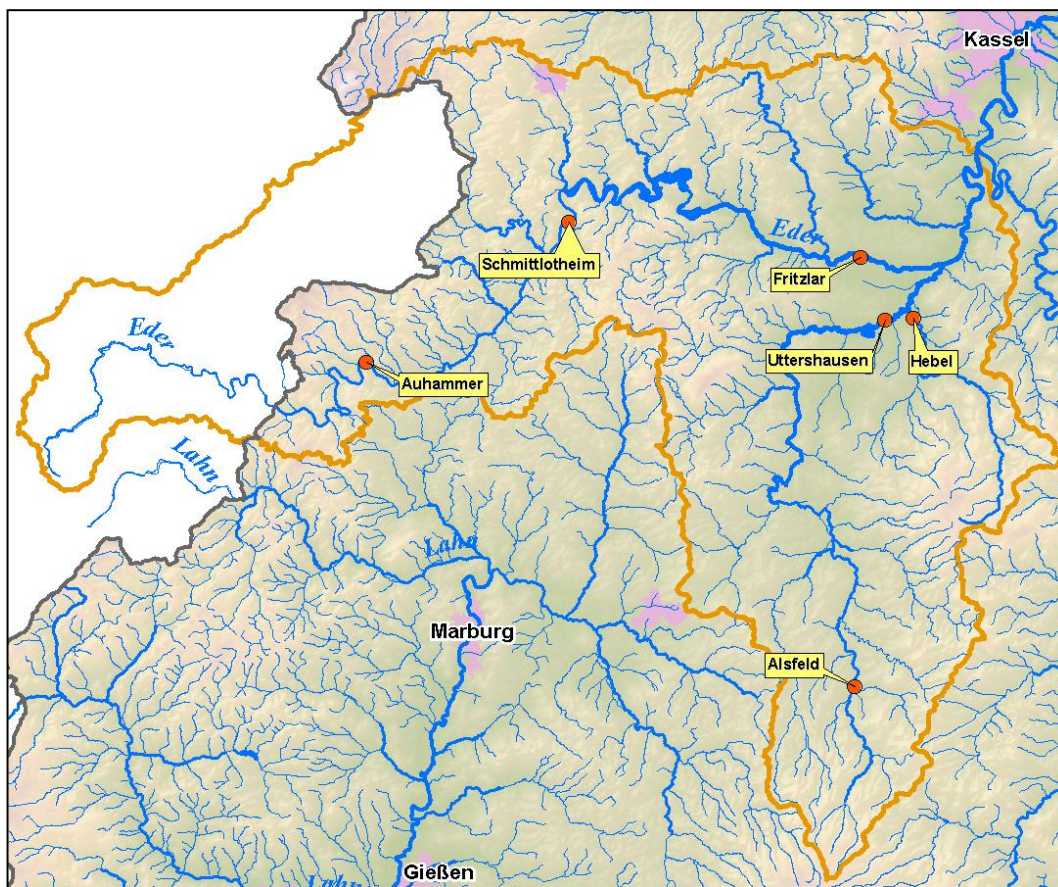 Kassel
Eder
Schmittlotheim
Fritzlar
Eder
Uttershausen
Hebel
Auhammer
Lahn
Lahn
Marburg
Alsfeld
Gießen
Lahn